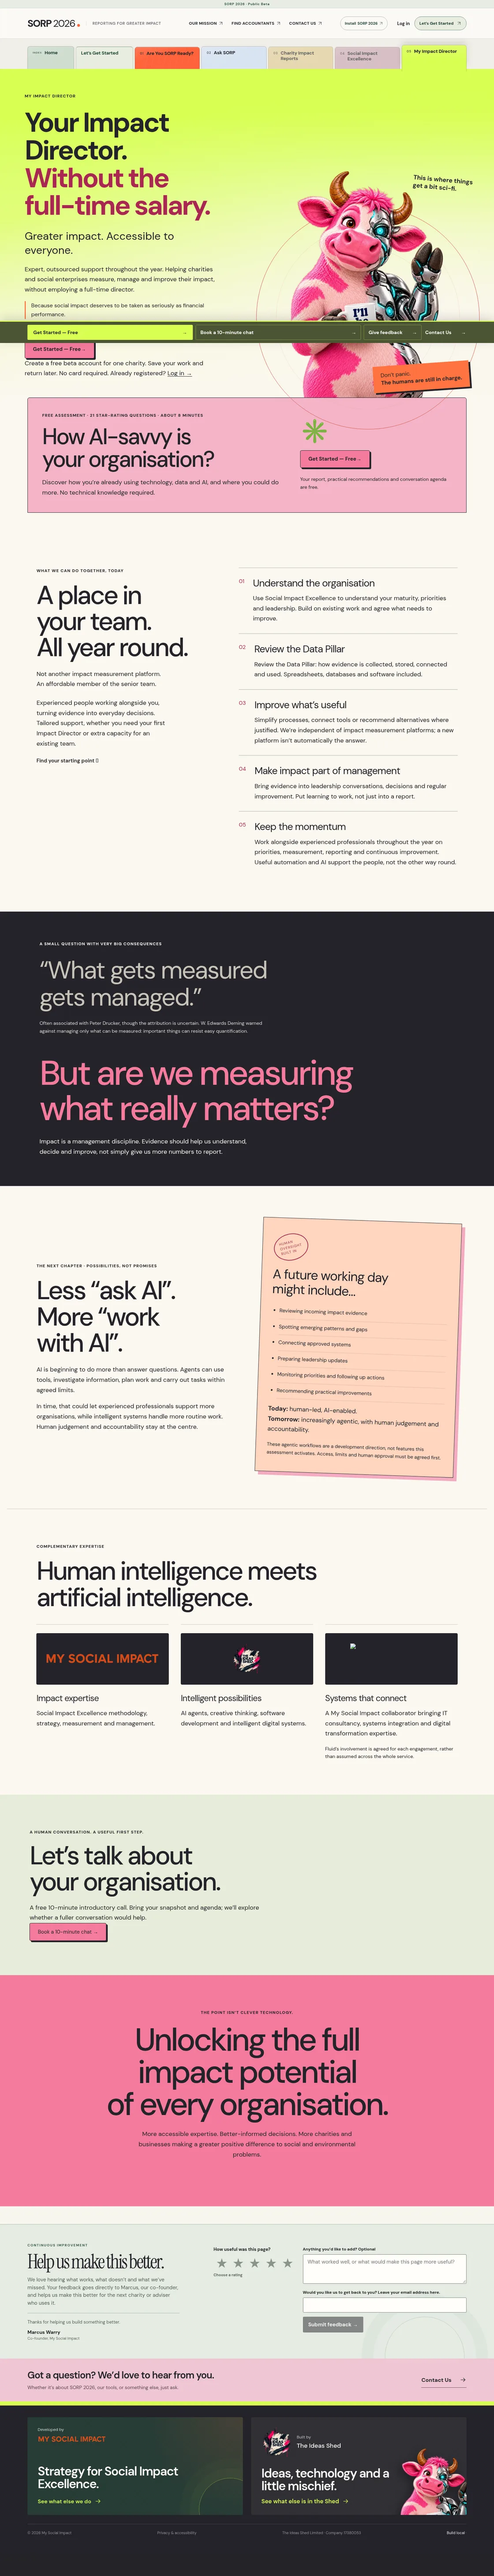 SORP 2026 · Public Beta
SORP 2026
REPORTING FOR GREATER IMPACT
OUR MISSION ↗
FIND ACCOUNTANTS ↗
CONTACT US ↗
Install SORP 2026 ↗
Log in
Let's Get Started ↗
Home
Let's Get Started
01 Are You SORP Ready?
02 Ask SORP
03 Charity Impact
Reports
04 Social Impact
Excellence
05 My Impact Director
MY IMPACT DIRECTOR
Your Impact
Director.
Without the
full-time salary.
Greater impact. Accessible to
everyone.
Expert, outsourced support throughout the year. Helping charities
and social enterprises measure, manage and improve their impact,
without employing a full-time director.
Because social impact deserves to be taken as seriously as financial
performance.
This is where things
get a bit sci-fi.
I'll
Get Started — Free →
Book a 10-minute chat →
Give feedback →
Contact Us →
Get Started — Free →
Create a free beta account for one charity. Save your work and
return later. No card required. Already registered? Log in →
Don't panic.
The humans are still in charge.
FREE ASSESSMENT · 21 STAR-RATING QUESTIONS · ABOUT 8 MINUTES
How AI-savvy is
your organisation?
Discover how you're already using technology, data and AI, and where you could do
more. No technical knowledge required.
Get Started — Free →
Your report, practical recommendations and conversation agenda
are free.
WHAT WE CAN DO TOGETHER, TODAY
A place in
your team.
All year round.
Not another impact measurement platform.
An affordable member of the senior team.
Experienced people working alongside you,
turning evidence into everyday decisions.
Tailored support, whether you need your first
Impact Director or extra capacity for an
existing team.
Find your starting point
01 Understand the organisation
Use Social Impact Excellence to understand your maturity, priorities
and leadership. Build on existing work and agree what needs to
improve.
02 Review the Data Pillar
Review the Data Pillar: how evidence is collected, stored, connected
and used. Spreadsheets, databases and software included.
03 Improve what's useful
Simplify processes, connect tools or recommend alternatives where
justified. We're independent of impact measurement platforms; a new
platform isn't automatically the answer.
04 Make impact part of management
Bring evidence into leadership conversations, decisions and regular
improvement. Put learning to work, not just into a report.
05 Keep the momentum
Work alongside experienced professionals throughout the year on
priorities, measurement, reporting and continuous improvement.
Useful automation and AI support the people, not the other way round.
A SMALL QUESTION WITH VERY BIG CONSEQUENCES
“What gets measured
gets managed.”
Often associated with Peter Drucker, though the attribution is uncertain. W. Edwards Deming warned
against managing only what can be measured: important things can resist easy quantification.
But are we measuring
what really matters?
Impact is a management discipline. Evidence should help us understand,
decide and improve, not simply give us more numbers to report.
THE NEXT CHAPTER · POSSIBILITIES, NOT PROMISES
Less “ask AI”.
More “work
with AI”.
AI is beginning to do more than answer questions. Agents can use
tools, investigate information, plan work and carry out tasks within
agreed limits.
In time, that could let experienced professionals support more
organisations, while intelligent systems handle more routine work.
Human judgement and accountability stay at the centre.
HUMAN
OVERSIGHT
BUILT IN
A future working day
might include…
• Reviewing incoming impact evidence
• Spotting emerging patterns and gaps
• Connecting approved systems
• Preparing leadership updates
• Monitoring priorities and following up actions
• Recommending practical improvements
Today: human-led, AI-enabled.
Tomorrow: increasingly agentic, with human judgement and
accountability.
These agentic workflows are a development direction, not features this
assessment activates. Access, limits and human approval must be agreed first.
COMPLEMENTARY EXPERTISE
Human intelligence meets
artificial intelligence.
MY SOCIAL IMPACT
Impact expertise
Social Impact Excellence methodology,
strategy, measurement and management.
Intelligent possibilities
AI agents, creative thinking, software
development and intelligent digital systems.
Systems that connect
A My Social Impact collaborator bringing IT
consultancy, systems integration and digital
transformation expertise.
Fluid's involvement is agreed for each engagement, rather
than assumed across the whole service.
A HUMAN CONVERSATION. A USEFUL FIRST STEP.
Let's talk about
your organisation.
A free 10-minute introductory call. Bring your snapshot and agenda; we'll explore
whether a fuller conversation would help.
Book a 10-minute chat →
THE POINT ISN'T CLEVER TECHNOLOGY.
Unlocking the full
impact potential
of every organisation.
More accessible expertise. Better-informed decisions. More charities and
businesses making a greater positive difference to social and environmental
problems.
CONTINUOUS IMPROVEMENT
Help us make this better.
We love hearing what works, what doesn't and what we've
missed. Your feedback goes directly to Marcus, our co-founder,
and helps us make this better for the next charity or adviser
who uses it.
Thanks for helping us build something better.
Marcus Warry
Co-founder, My Social Impact
How useful was this page?
★ ★ ★ ★ ★
Choose a rating
Anything you'd like to add? Optional
What worked well, or what would make this page more useful?
Would you like us to get back to you? Leave your email address here.
Submit feedback →
Got a question? We'd love to hear from you.
Whether it's about SORP 2026, our tools, or something else, just ask.
Contact Us →
Developed by
MY SOCIAL IMPACT
Strategy for Social Impact
Excellence.
See what else we do →
Built by
The Ideas Shed
Ideas, technology and a
little mischief.
See what else is in the Shed →
© 2026 My Social Impact
Privacy & accessibility
The Ideas Shed Limited · Company 17387093
Build local